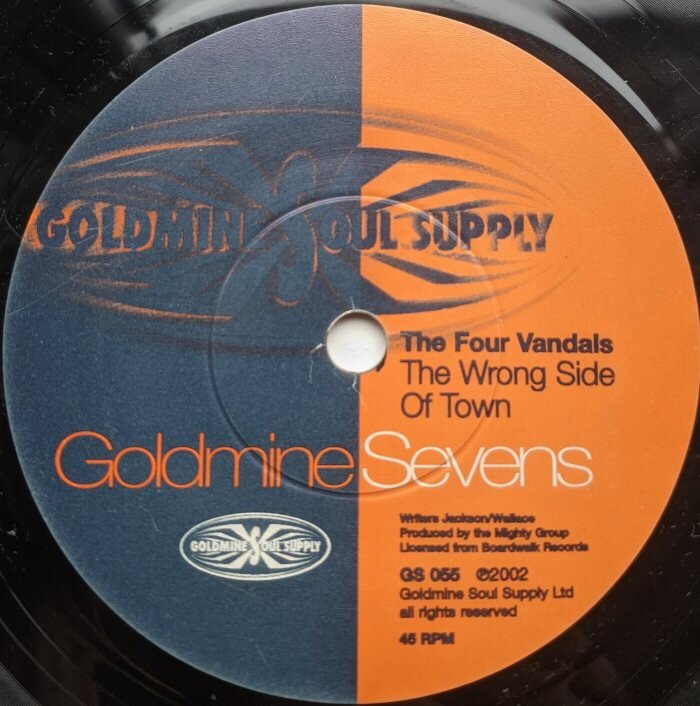 GOLDMINE SOUL SUPPLY
The Four Vandals
The Wrong Side
Of Town
Goldmine Sevens
GOLDMINE SOUL SUPPLY
Writers Jackson/Wallace
Produced by the Mighty Group
Licensed from Boardwalk Records
GS 055 ℗2002
Goldmine Soul Supply Ltd
all rights reserved
45 RPM